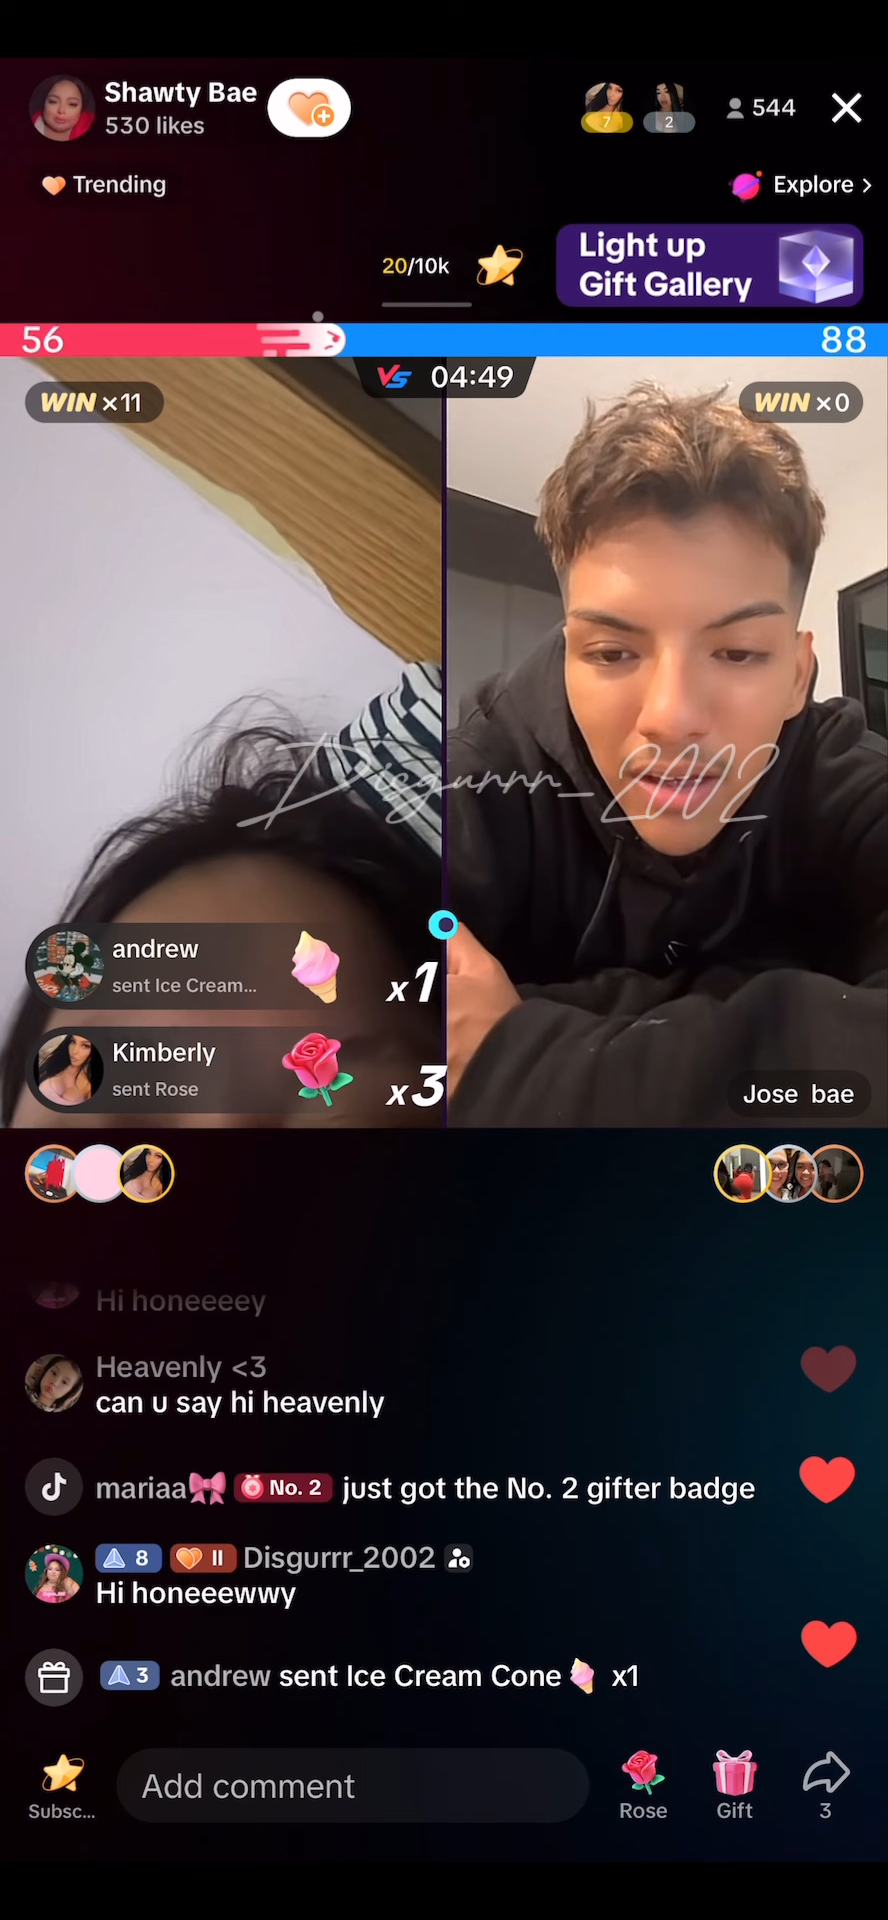 Shawty Bae
530 likes
7
2
544
Trending
Explore >
20/10k
Light up
Gift Gallery
56
88
VS 04:49
WIN x11
WIN x0
Disgurrr_2002
andrew
sent Ice Cream...
x1
Kimberly
sent Rose
x3
Jose bae
Hi honeeeey
Heavenly <3
can u say hi heavenly
mariaa🎀 No. 2 just got the No. 2 gifter badge
8 II Disgurrr_2002
Hi honeeewwy
3 andrew sent Ice Cream Cone x1
Add comment
Subsc...
Rose
Gift
3